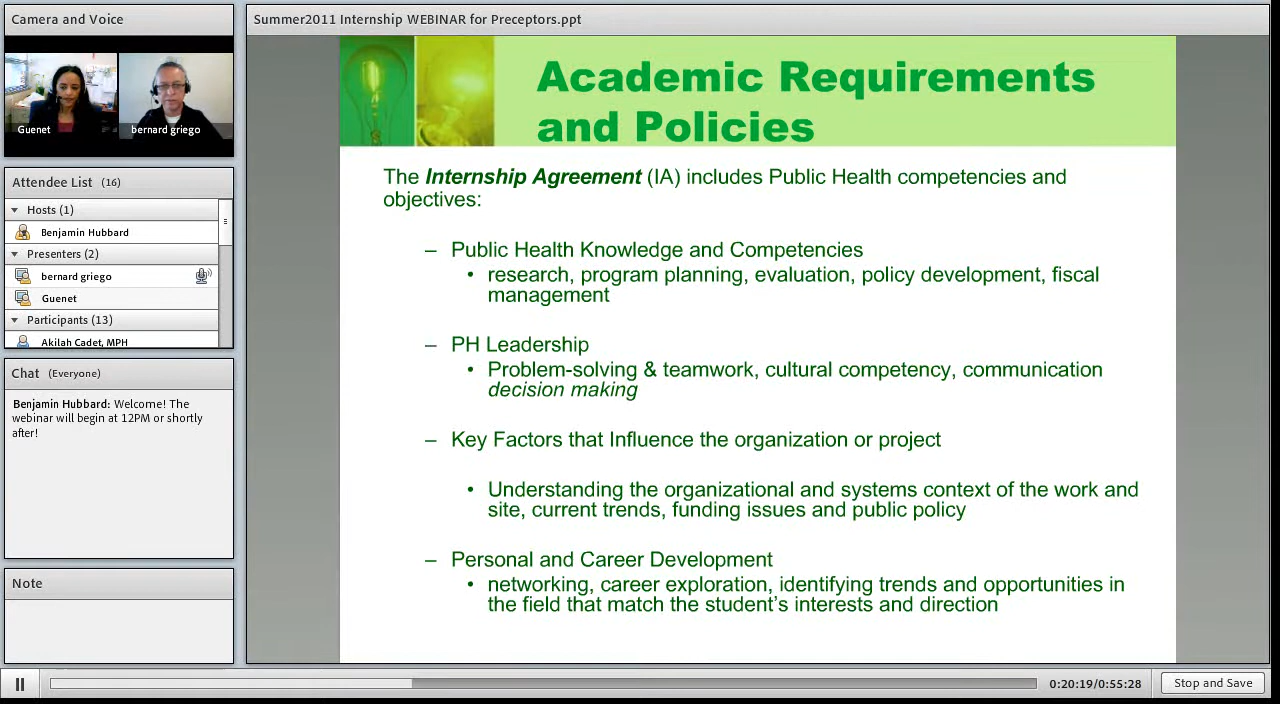 Camera and Voice
Guenet
bernard griego
Attendee List (16)
Hosts (1)
Benjamin Hubbard
Presenters (2)
bernard griego
Guenet
Participants (13)
Akilah Cadet, MPH
Chat (Everyone)
Benjamin Hubbard: Welcome! The
webinar will begin at 12PM or shortly
after!
Note
Summer2011 Internship WEBINAR for Preceptors.ppt
Academic Requirements
and Policies
The Internship Agreement (IA) includes Public Health competencies and
objectives:
– Public Health Knowledge and Competencies
• research, program planning, evaluation, policy development, fiscal
management
– PH Leadership
• Problem-solving & teamwork, cultural competency, communication
decision making
– Key Factors that Influence the organization or project
• Understanding the organizational and systems context of the work and
site, current trends, funding issues and public policy
– Personal and Career Development
• networking, career exploration, identifying trends and opportunities in
the field that match the student's interests and direction
0:20:19/0:55:28
Stop and Save